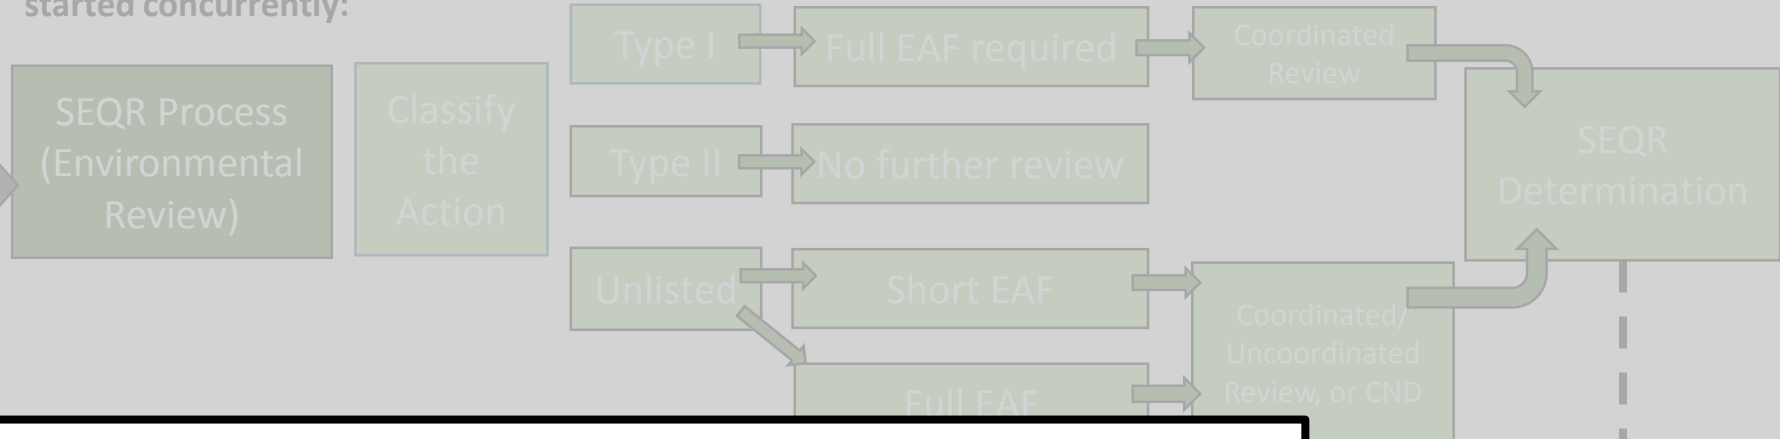 started concurrently:
SEQR Process
(Environmental
Review)
Classify
the
Action
Type I
Full EAF required
Coordinated
Review
Type II
No further review
SEQR
Determination
Unlisted
Short EAF
Full EAF
Coordinated/
Uncoordinated
Review, or CND